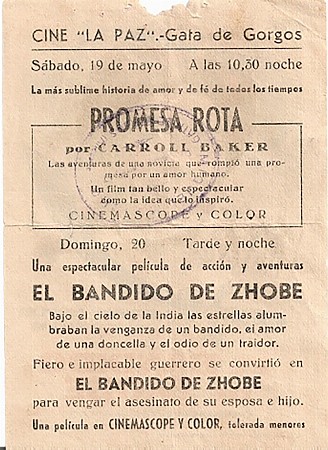 CINE "LA PAZ".-Gata de Gorgos
Sábado, 19 de mayo A las 10,30 noche
La más sublime historia de amor y de fé de todos los tiempos
PROMESA ROTA
por CARROLL BAKER
Las aventuras de una novicia que rompió una pro-
mesa por un amor humano.
Un film tan bello y espectacular
como la idea que lo inspiró.
CINEMASCOPE y COLOR
Domingo, 20 Tarde y noche
Una espectacular película de acción y aventuras
EL BANDIDO DE ZHOBE
Bajo el cielo de la India las estrellas alum-
braban la venganza de un bandido, el amor
de una doncella y el odio de un traidor.
Fiero e implacable guerrero se convirtió en
EL BANDIDO DE ZHOBE
para vengar el asesinato de su esposa e hijo.
Una película en CINEMASCOPE Y COLOR, tolerada menores